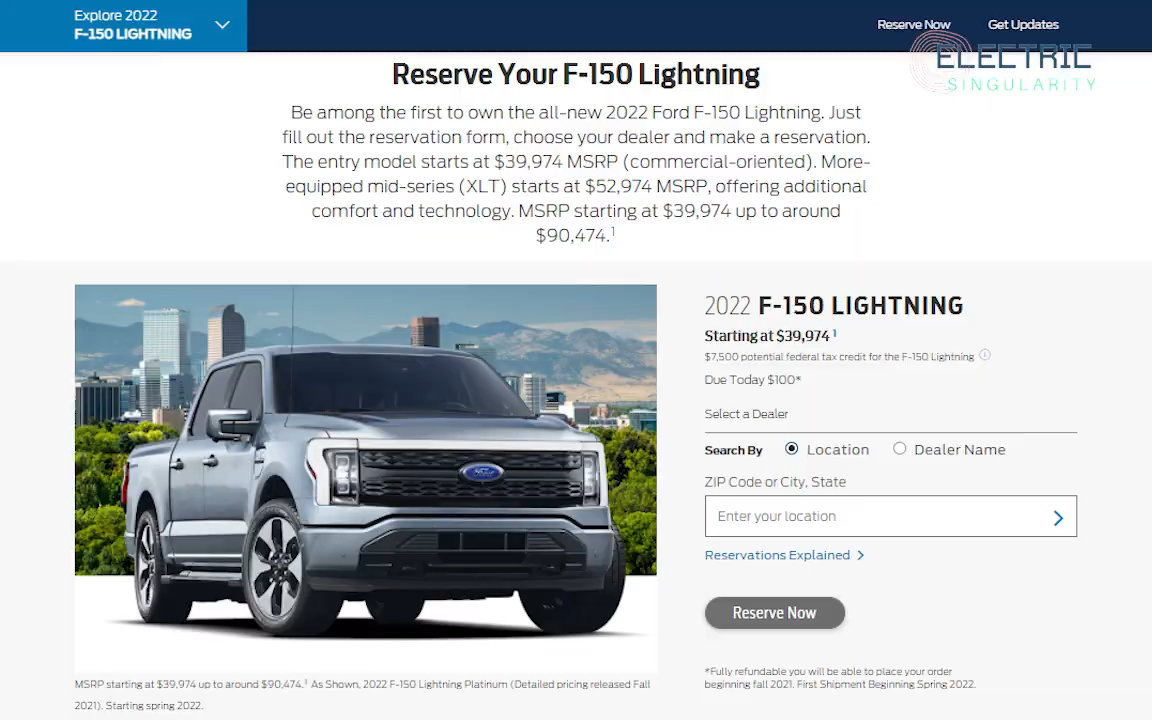 Explore 2022
F-150 LIGHTNING
Reserve Now
Get Updates
ELECTRIC
SINGULARITY
Reserve Your F-150 Lightning
Be among the first to own the all-new 2022 Ford F-150 Lightning. Just
fill out the reservation form, choose your dealer and make a reservation.
The entry model starts at $39,974 MSRP (commercial-oriented). More-
equipped mid-series (XLT) starts at $52,974 MSRP, offering additional
comfort and technology. MSRP starting at $39,974 up to around
$90,474.¹
2022 F-150 LIGHTNING
Starting at $39,974 ¹
$7,500 potential federal tax credit for the F-150 Lightning
Due Today $100*
Select a Dealer
Search By
Location
Dealer Name
ZIP Code or City, State
Enter your location
Reservations Explained
Reserve Now
*Fully refundable you will be able to place your order
beginning fall 2021. First Shipment Beginning Spring 2022.
Ford
MSRP starting at $39,974 up to around $90,474.¹ As Shown, 2022 F-150 Lightning Platinum (Detailed pricing released Fall
2021). Starting spring 2022.